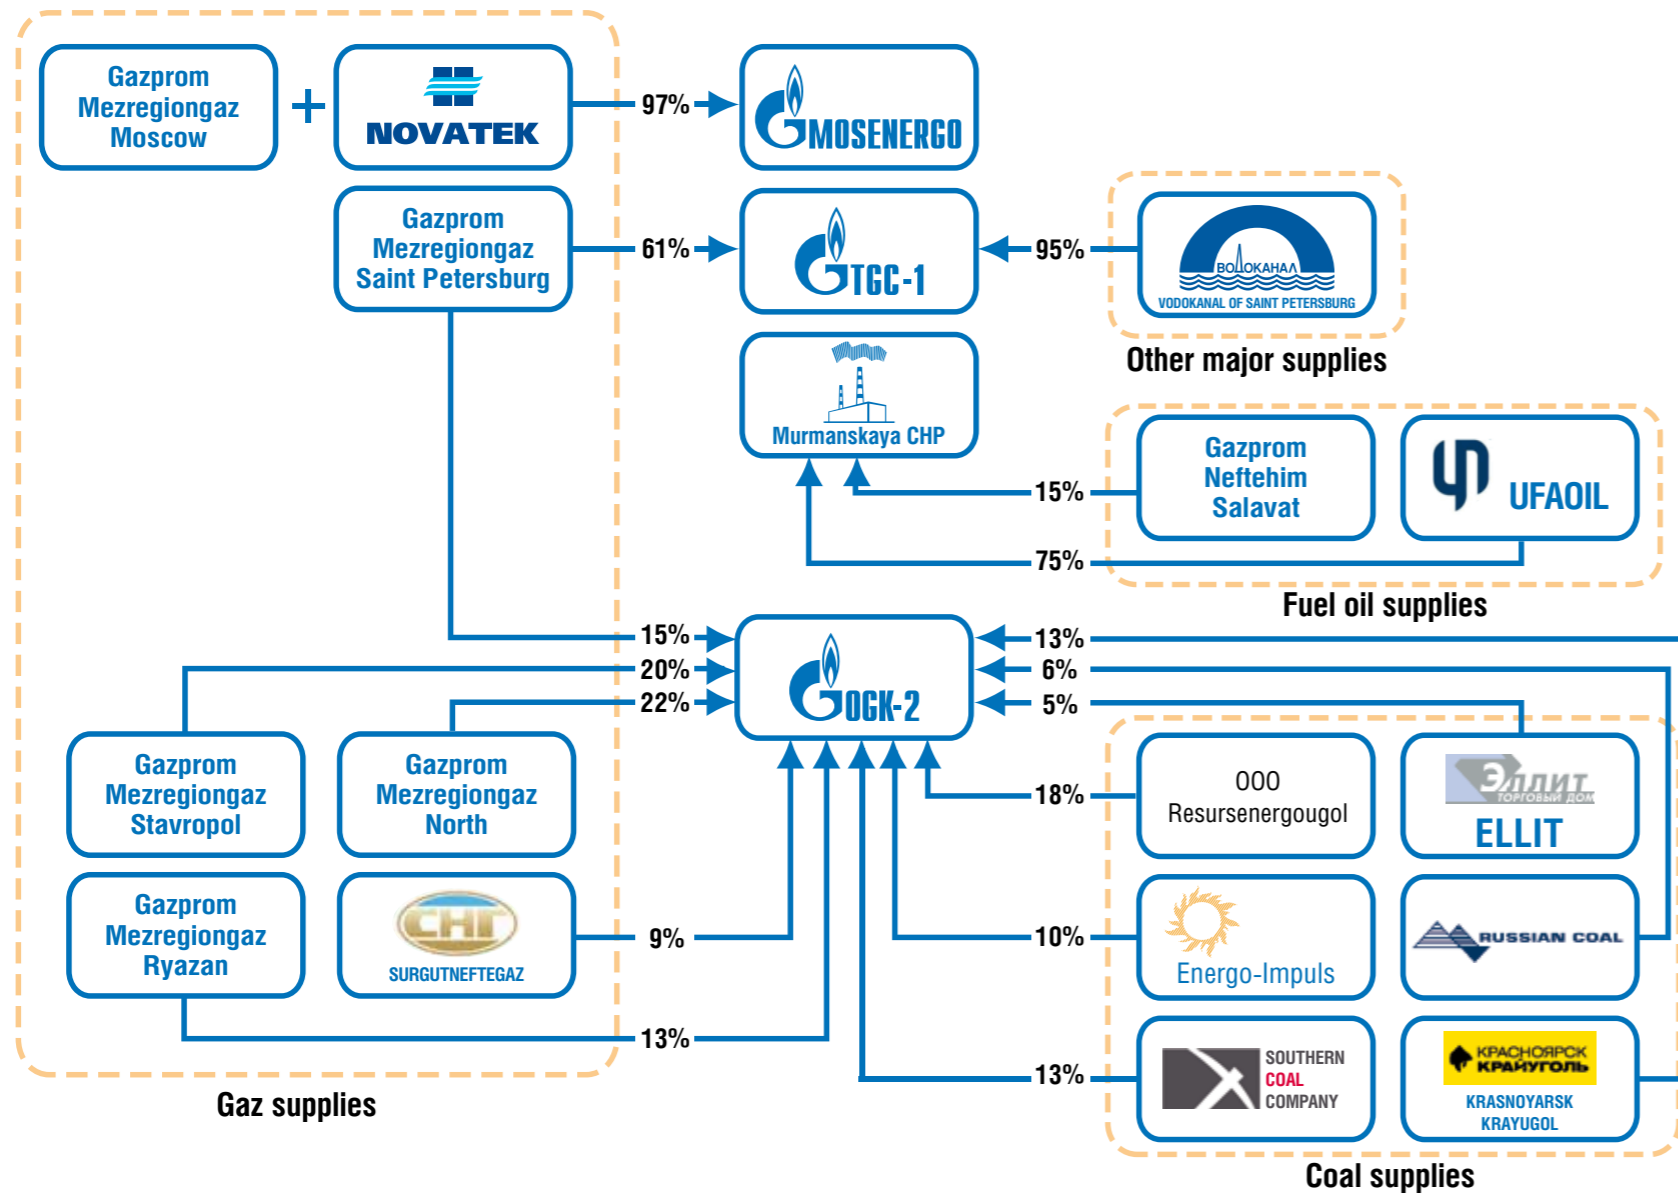 Gazprom
Mezregiongaz
Moscow
+
NOVATEK
97%
MOSENERGO
Gazprom
Mezregiongaz
Saint Petersburg
61%
TGC-1
95%
ВОДОКАНАЛ
VODOKANAL OF SAINT PETERSBURG
Other major supplies
Murmanskaya CHP
15%
Gazprom
Neftehim
Salavat
UFAOIL
75%
Fuel oil supplies
15%
20%
22%
OGK-2
13%
6%
5%
Gazprom
Mezregiongaz
Stavropol
Gazprom
Mezregiongaz
North
18%
OOO
Resursenergougol
Эллит
ТОРГОВЫЙ ДОМ
ELLIT
Gazprom
Mezregiongaz
Ryazan
СНГ
SURGUTNEFTEGAZ
9%
10%
Energo-Impuls
RUSSIAN COAL
13%
13%
SOUTHERN
COAL
COMPANY
КРАСНОЯРСК
КРАЙУГОЛЬ
KRASNOYARSK
KRAYUGOL
Gaz supplies
Coal supplies